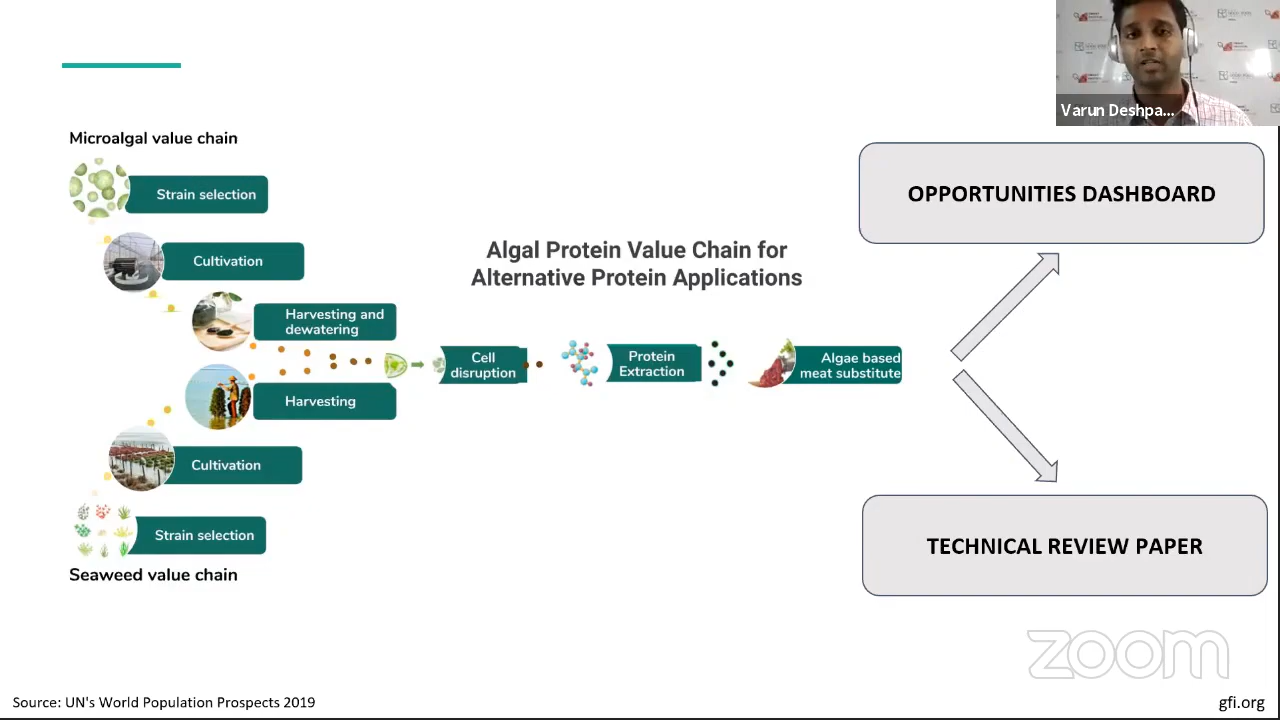 Varun Deshpa...
Microalgal value chain
Strain selection
Cultivation
Harvesting and
dewatering
Algal Protein Value Chain for
Alternative Protein Applications
Cell
disruption
Protein
Extraction
Algae based
meat substitute
Harvesting
Cultivation
Strain selection
Seaweed value chain
OPPORTUNITIES DASHBOARD
TECHNICAL REVIEW PAPER
zoom
Source: UN's World Population Prospects 2019
gfi.org